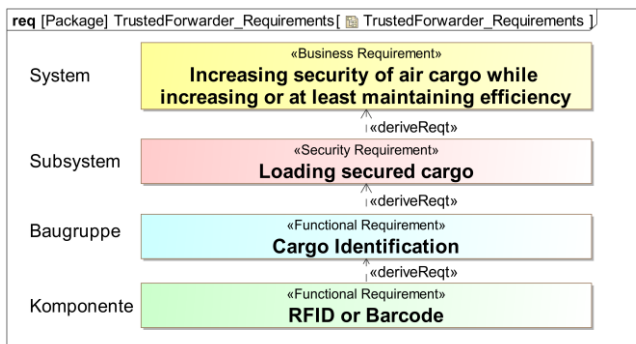 req [Package] TrustedForwarder_Requirements[ TrustedForwarder_Requirements ]
System
«Business Requirement»
Increasing security of air cargo while
increasing or at least maintaining efficiency
«deriveReqt»
Subsystem
«Security Requirement»
Loading secured cargo
«deriveReqt»
Baugruppe
«Functional Requirement»
Cargo Identification
«deriveReqt»
Komponente
«Functional Requirement»
RFID or Barcode